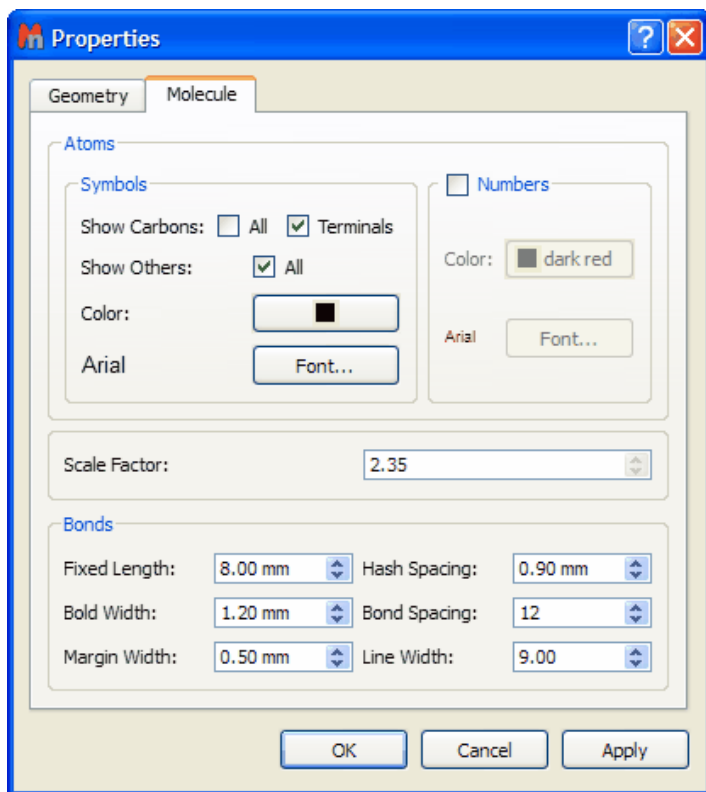 Properties
Geometry Molecule
Atoms
Symbols
Show Carbons: All Terminals
Show Others: All
Color:
Arial Font...
Numbers
Color: dark red
Arial Font...
Scale Factor: 2.35
Bonds
Fixed Length: 8.00 mm Hash Spacing: 0.90 mm
Bold Width: 1.20 mm Bond Spacing: 12
Margin Width: 0.50 mm Line Width: 9.00
OK Cancel Apply